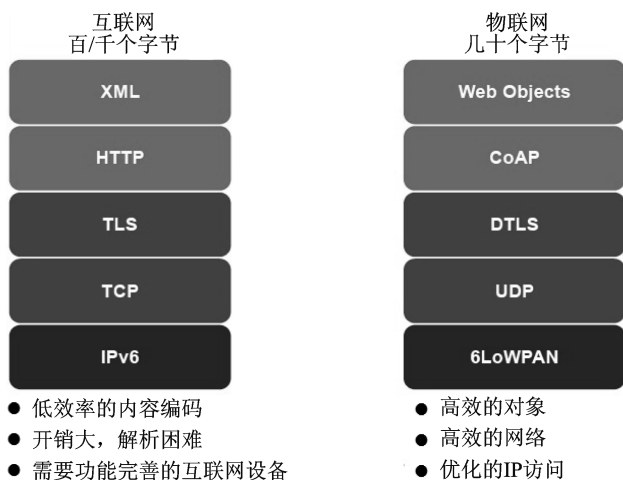 互联网
百/千个字节
XML
HTTP
TLS
TCP
IPv6
● 低效率的内容编码
● 开销大，解析困难
● 需要功能完善的互联网设备
物联网
几十个字节
Web Objects
CoAP
DTLS
UDP
6LoWPAN
● 高效的对象
● 高效的网络
● 优化的IP访问